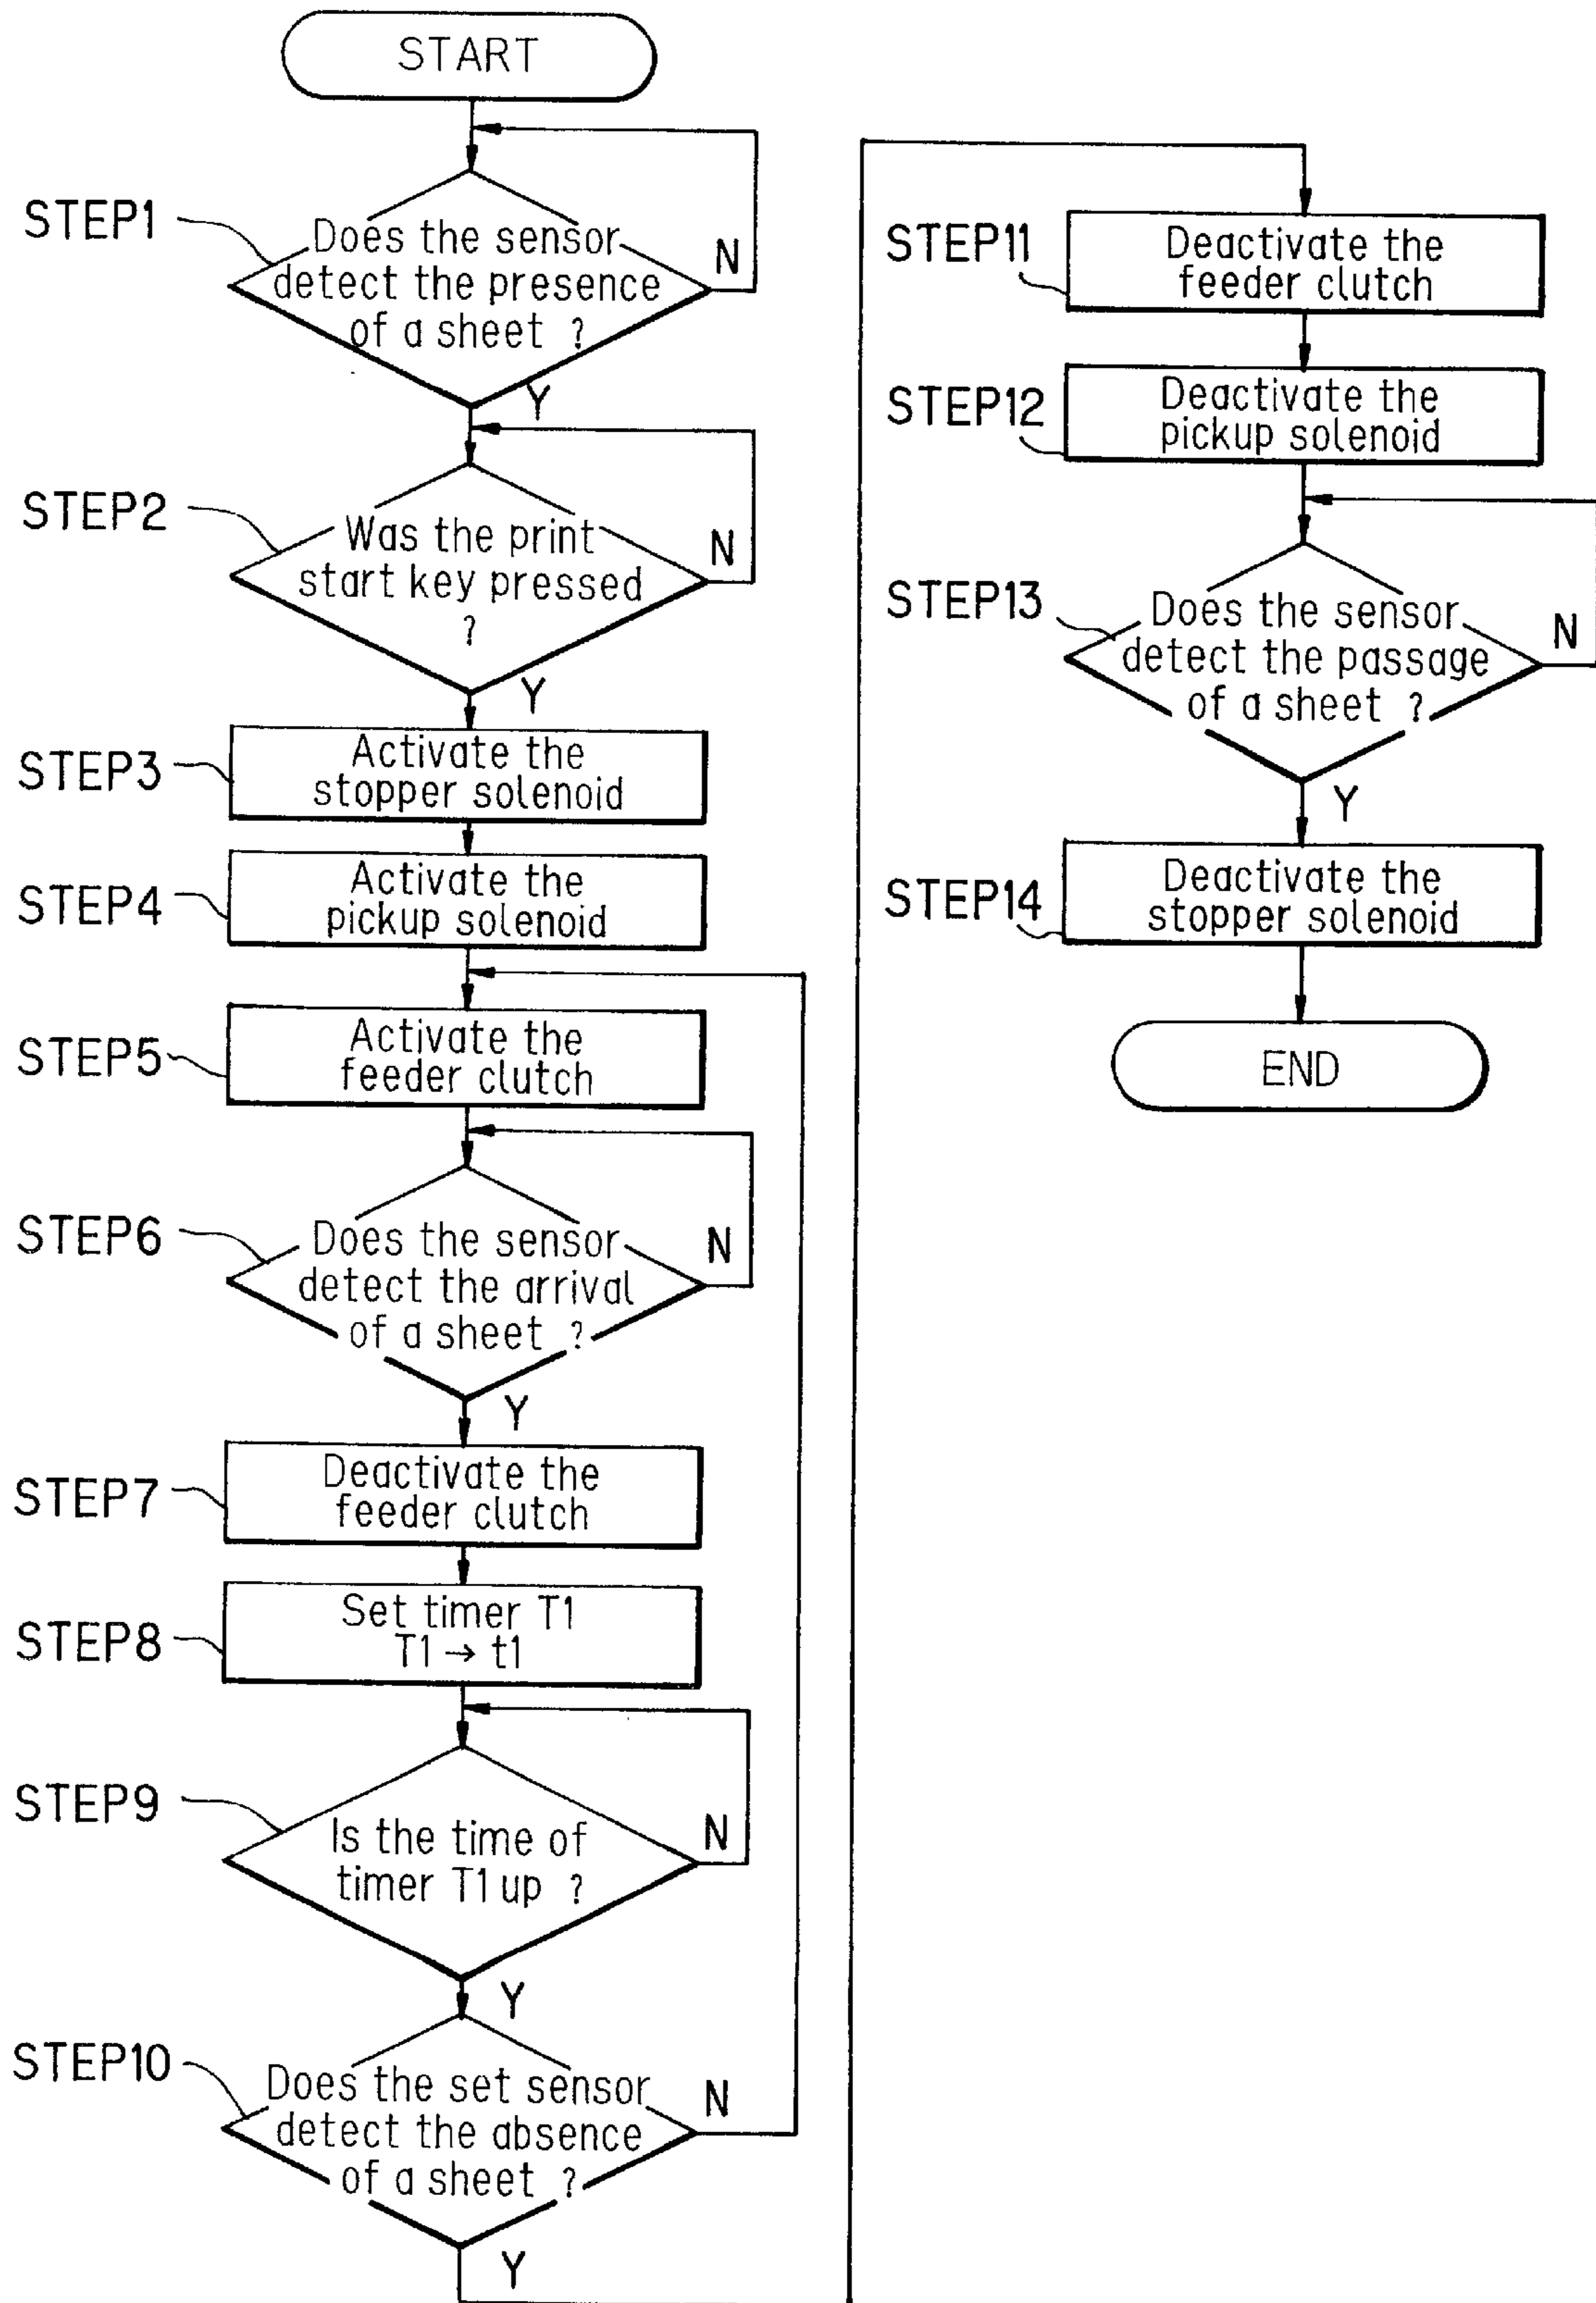 START
STEP1
Does the sensor
detect the presence
of a sheet ?
N
Y
STEP2
Was the print
start key pressed
?
N
Y
STEP3
Activate the
stopper solenoid
STEP4
Activate the
pickup solenoid
STEP5
Activate the
feeder clutch
STEP6
Does the sensor
detect the arrival
of a sheet ?
N
Y
STEP7
Deactivate the
feeder clutch
STEP8
Set timer T1
T1 → t1
STEP9
Is the time of
timer T1 up ?
N
Y
STEP10
Does the set sensor
detect the absence
of a sheet ?
N
Y
STEP11
Deactivate the
feeder clutch
STEP12
Deactivate the
pickup solenoid
STEP13
Does the sensor
detect the passage
of a sheet ?
N
Y
STEP14
Deactivate the
stopper solenoid
END